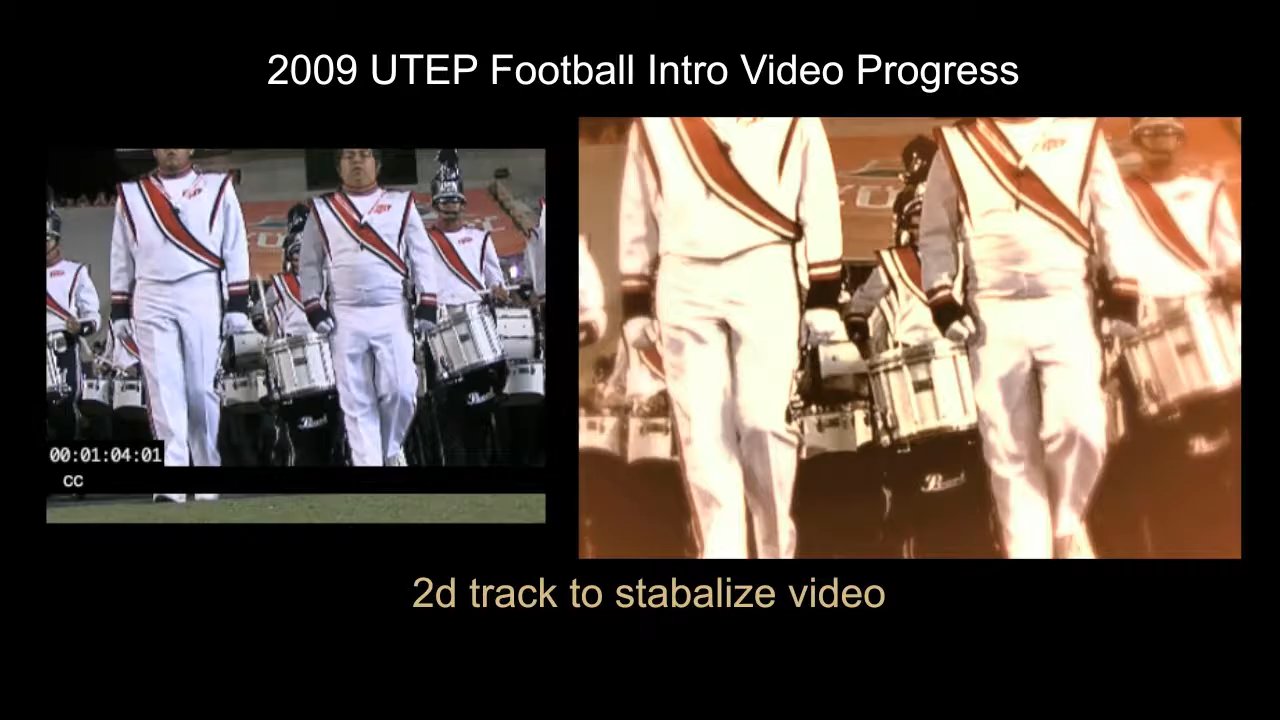 2009 UTEP Football Intro Video Progress
00:01:04:01
CC
2d track to stabalize video